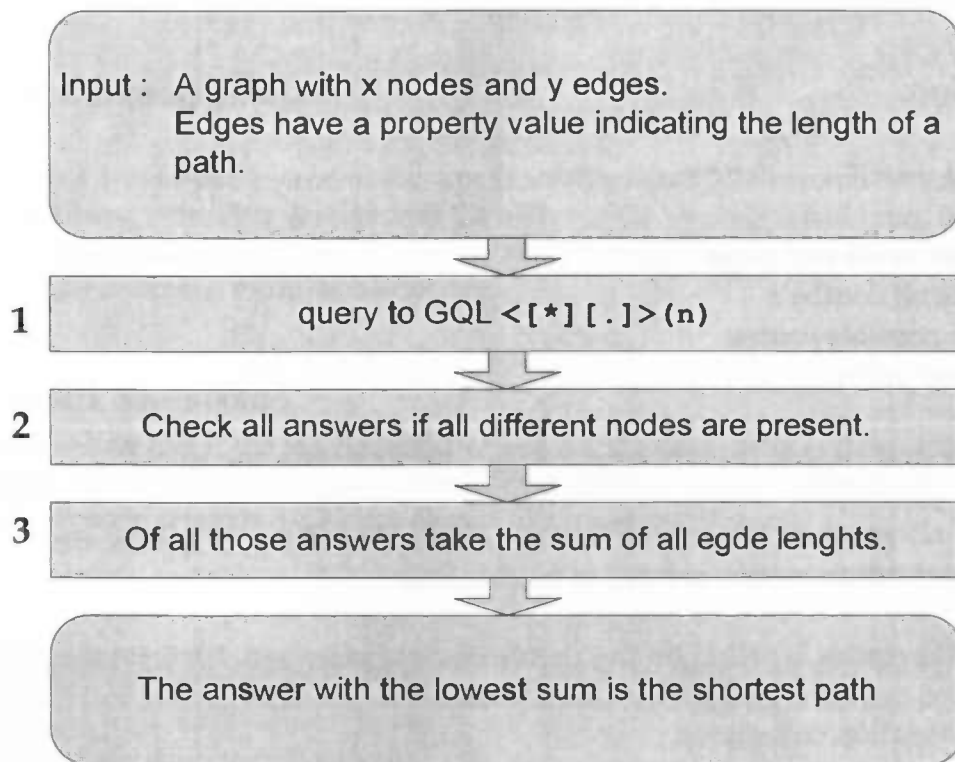 Input : A graph with x nodes and y edges.
Edges have a property value indicating the length of a
path.
1
query to GQL <[*][.]>(n)
2
Check all answers if all different nodes are present.
3
Of all those answers take the sum of all egde lenghts.
The answer with the lowest sum is the shortest path